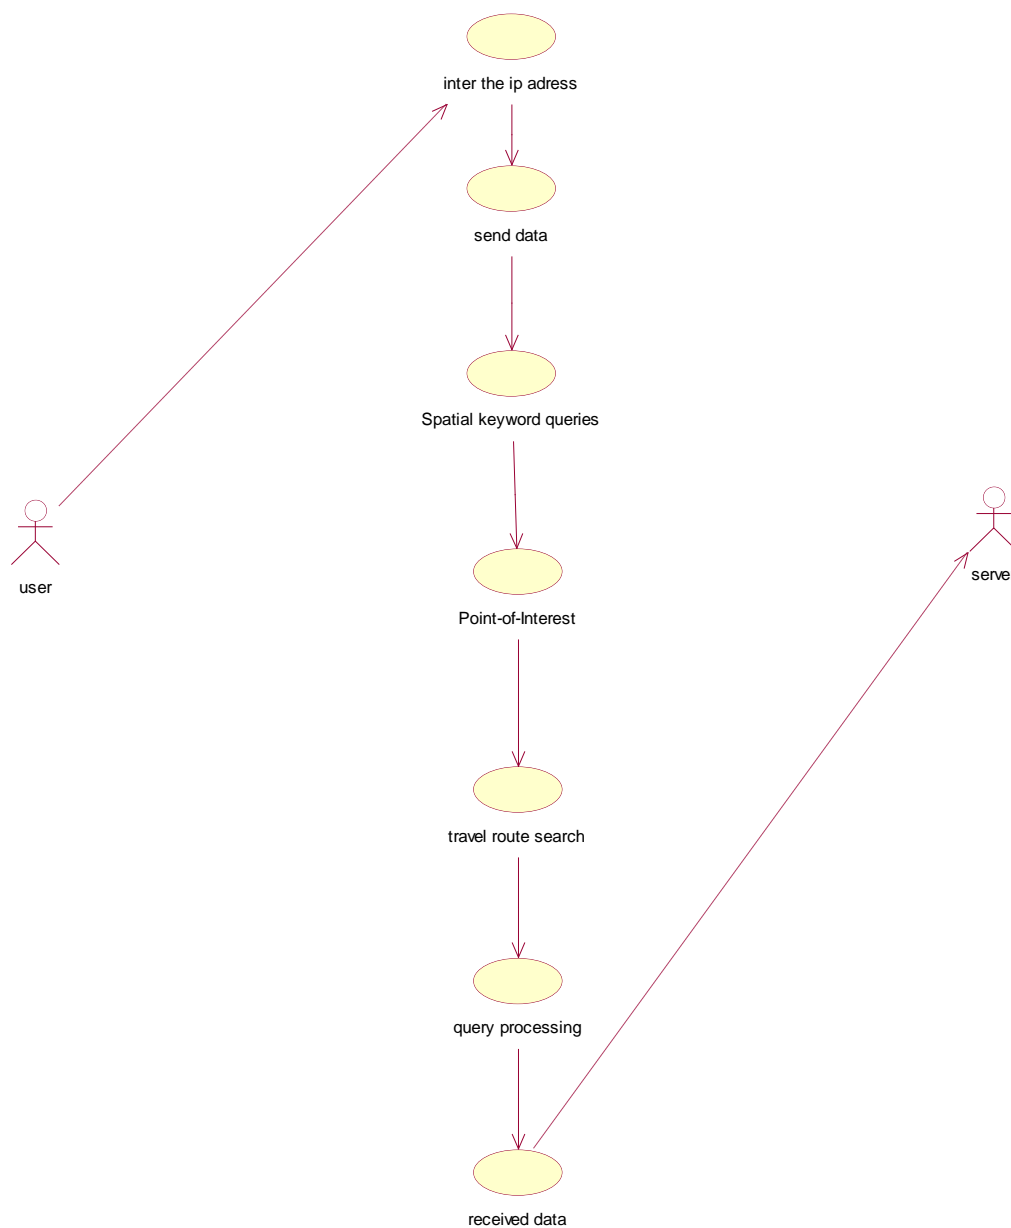 inter the ip adress
send data
Spatial keyword queries
user
serve
Point-of-Interest
travel route search
query processing
received data